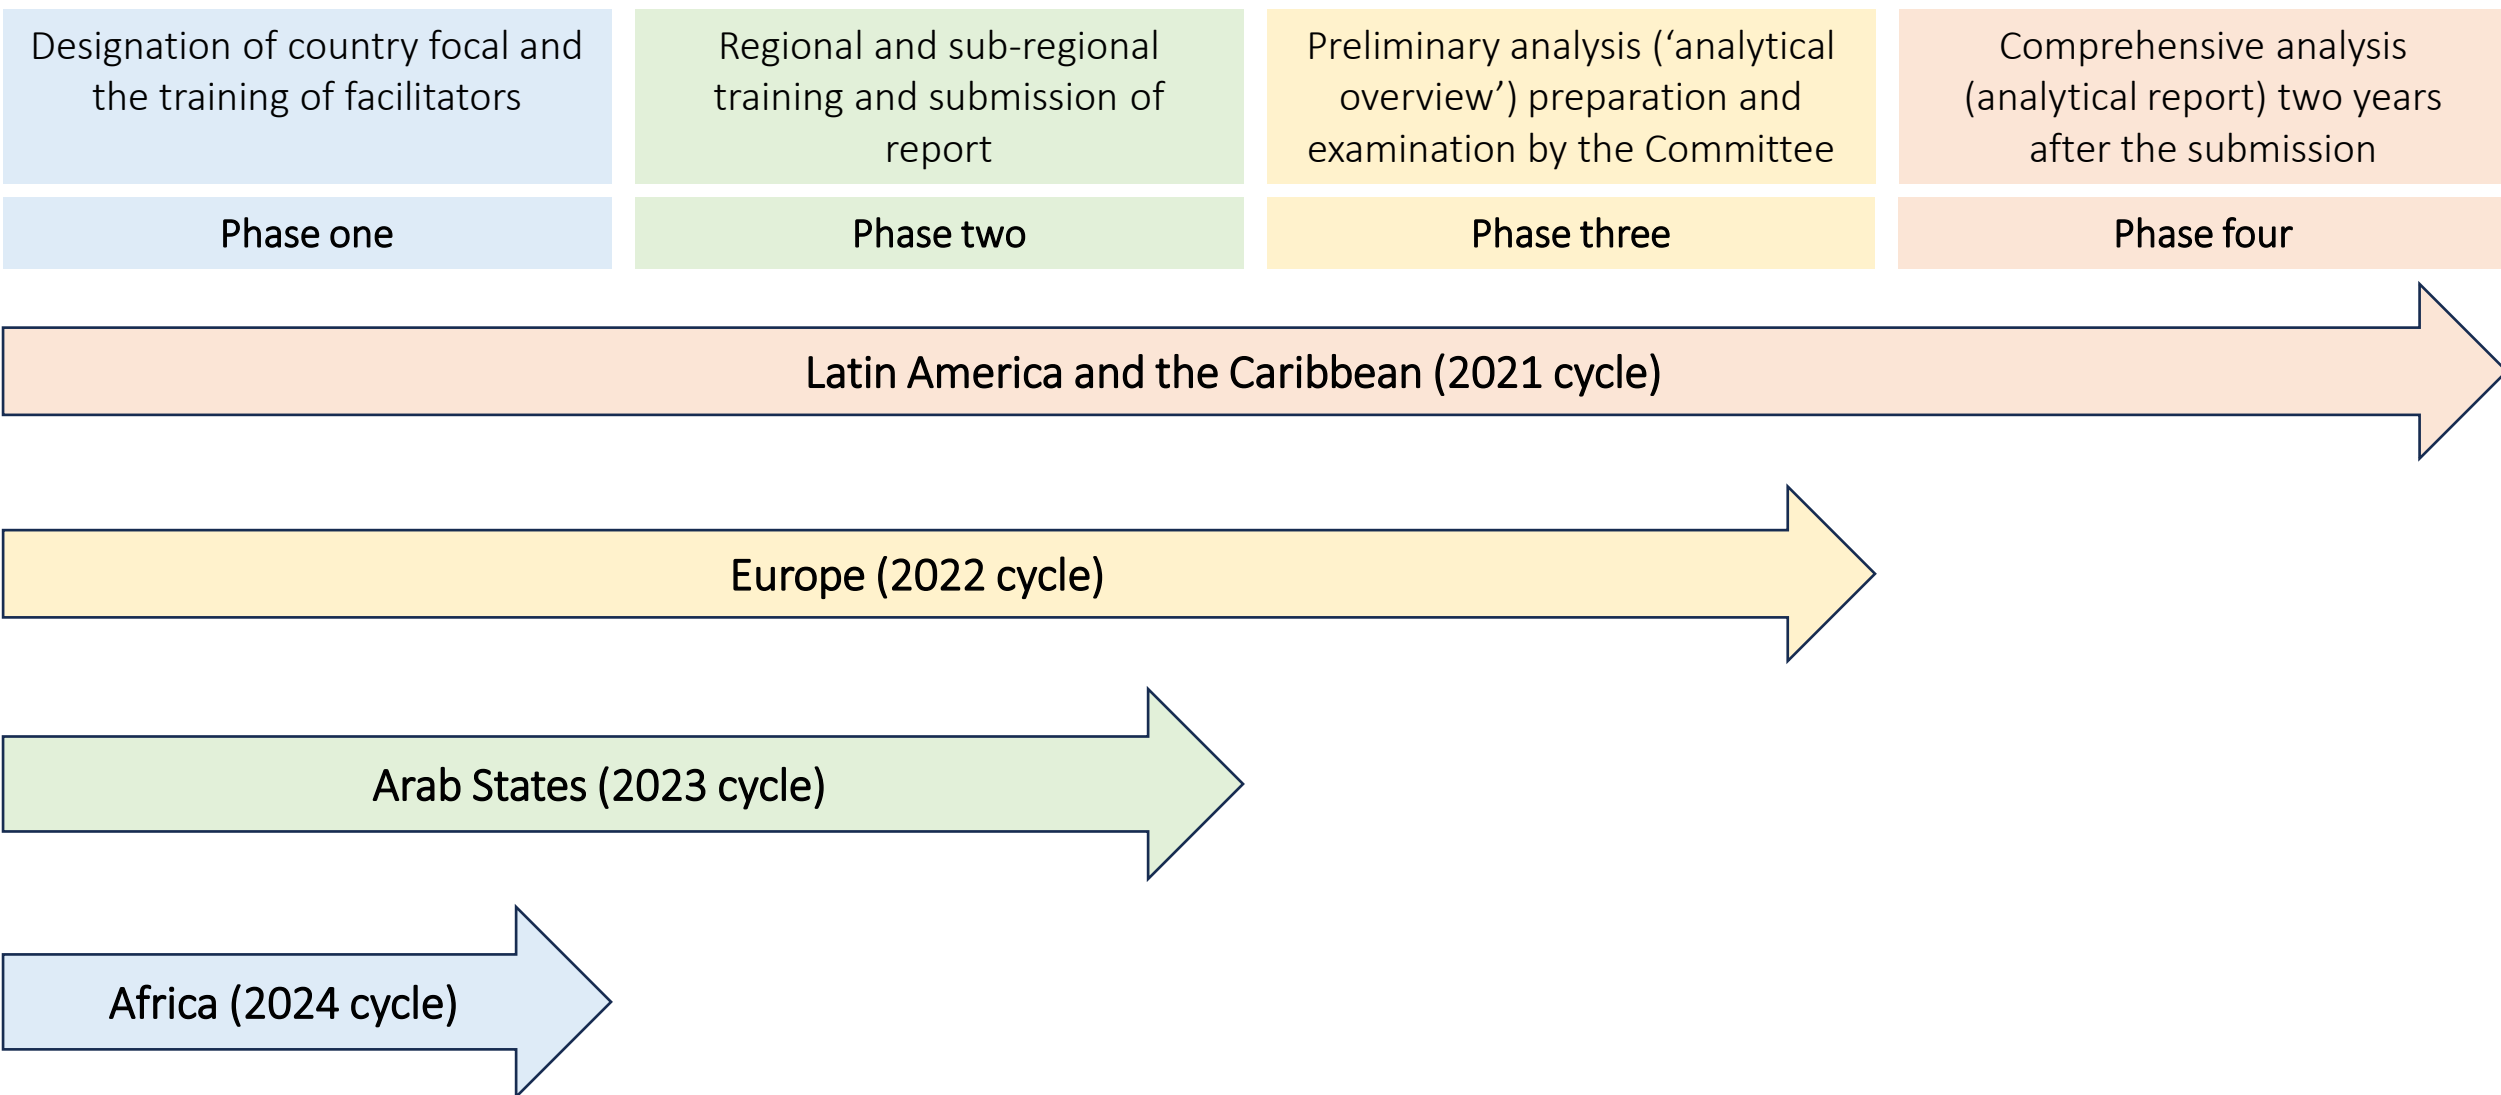 Designation of country focal and
the training of facilitators
Regional and sub-regional
training and submission of
report
Preliminary analysis (‘analytical
overview’) preparation and
examination by the Committee
Comprehensive analysis
(analytical report) two years
after the submission
Phase one
Phase two
Phase three
Phase four
Latin America and the Caribbean (2021 cycle)
Europe (2022 cycle)
Arab States (2023 cycle)
Africa (2024 cycle)